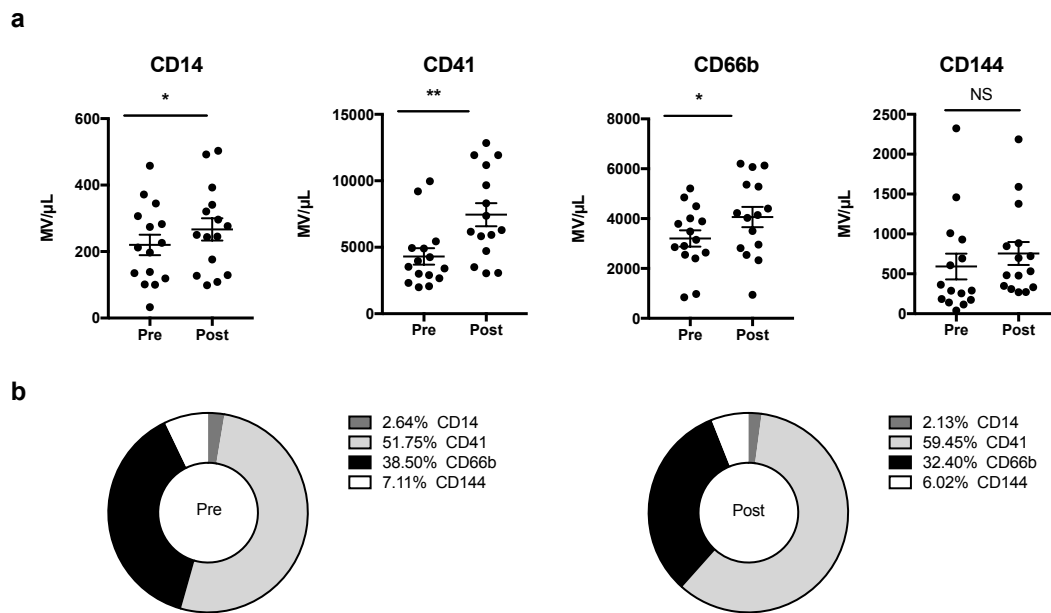 a
CD14
CD41
CD66b
CD144
*
**
*
NS
MV/µL
600
400
200
0
Pre
Post
MV/µL
15000
10000
5000
0
Pre
Post
MV/µL
8000
6000
4000
2000
0
Pre
Post
MV/µL
2500
2000
1500
1000
500
0
Pre
Post
b
Pre
2.64% CD14
51.75% CD41
38.50% CD66b
7.11% CD144
Post
2.13% CD14
59.45% CD41
32.40% CD66b
6.02% CD144